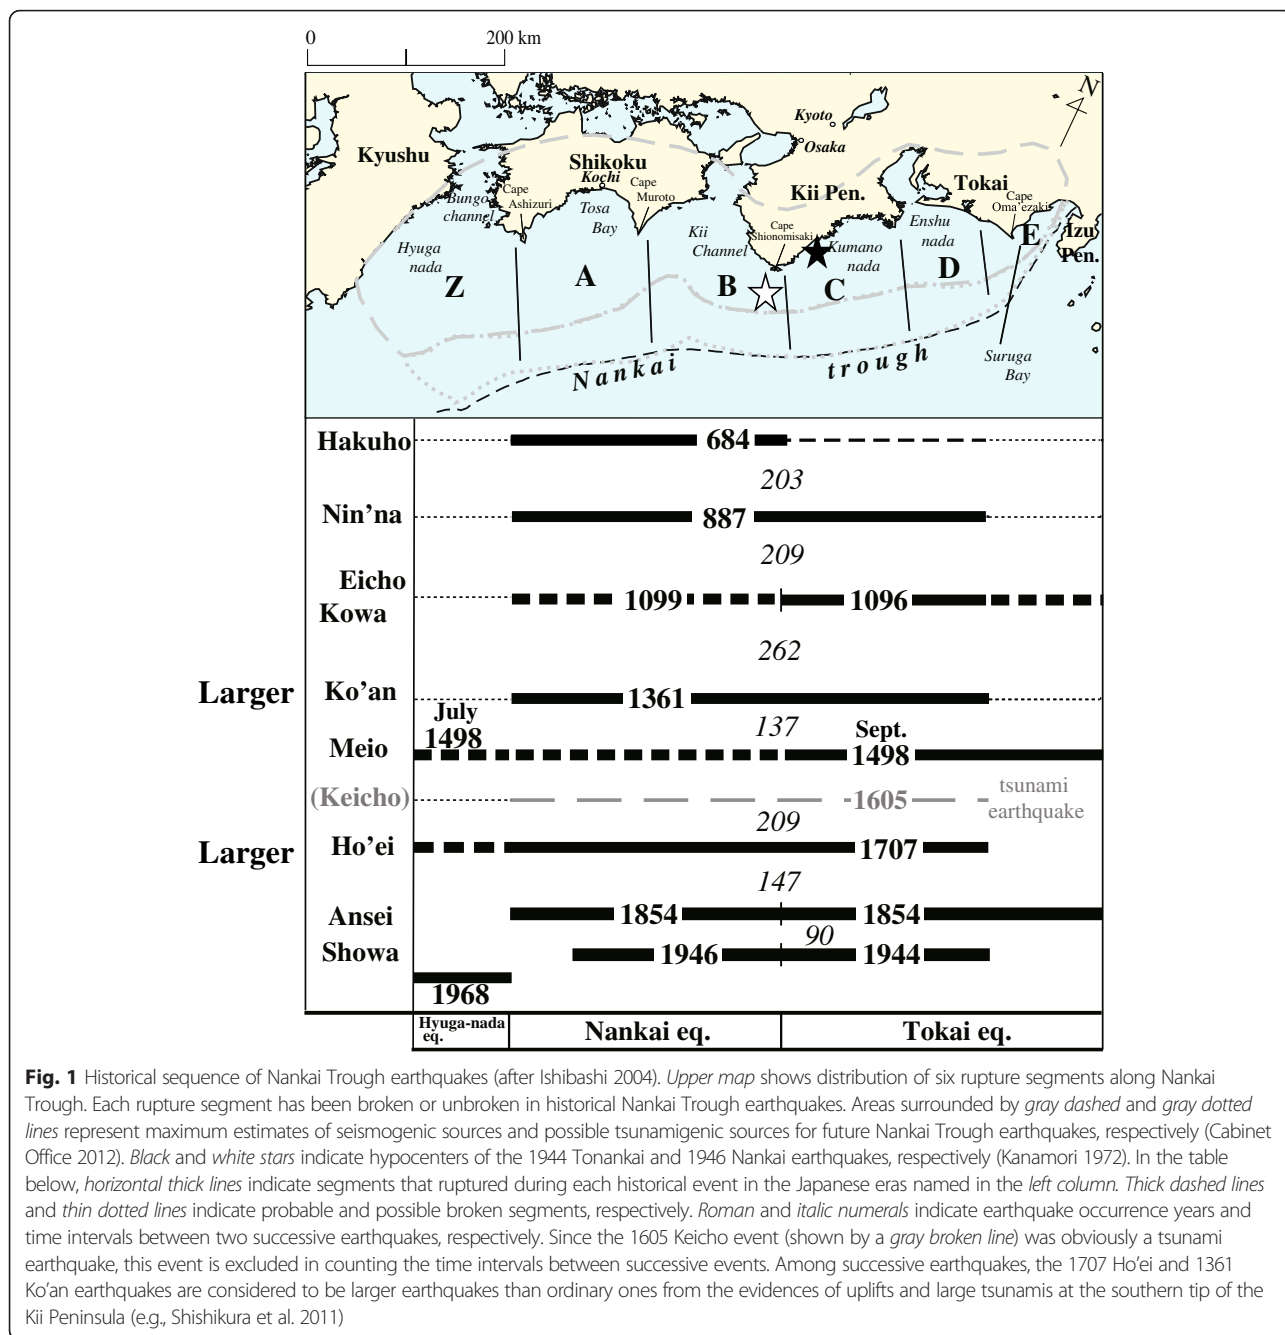 0 200 km
N
Kyoto
Osaka
Kyushu
Shikoku
Kochi
Kii Pen.
Tokai
Cape
Oma'ezaki
Cape
Ashizuri
Cape
Muroto
Bungo
channel
Tosa
Bay
Kii
Channel
Cape
Shionomisaki
Enshu
nada
Izu
Pen.
Hyuga
nada
Kumano
nada
Z A B C D E
Nankai trough
Suruga
Bay
Hakuho 684
203
Nin'na 887
209
Eicho
Kowa 1099 1096
262
Larger Ko'an 1361
July
1498
137
Sept.
Meio 1498
(Keicho) 1605 tsunami
earthquake
209
Larger Ho'ei 1707
147
Ansei 1854 1854
90
Showa 1946 1944
1968
Hyuga-nada
eq.
Nankai eq. Tokai eq.
Fig. 1 Historical sequence of Nankai Trough earthquakes (after Ishibashi 2004). Upper map shows distribution of six rupture segments along Nankai
Trough. Each rupture segment has been broken or unbroken in historical Nankai Trough earthquakes. Areas surrounded by gray dashed and gray dotted
lines represent maximum estimates of seismogenic sources and possible tsunamigenic sources for future Nankai Trough earthquakes, respectively (Cabinet
Office 2012). Black and white stars indicate hypocenters of the 1944 Tonankai and 1946 Nankai earthquakes, respectively (Kanamori 1972). In the table
below, horizontal thick lines indicate segments that ruptured during each historical event in the Japanese eras named in the left column. Thick dashed lines
and thin dotted lines indicate probable and possible broken segments, respectively. Roman and italic numerals indicate earthquake occurrence years and
time intervals between two successive earthquakes, respectively. Since the 1605 Keicho event (shown by a gray broken line) was obviously a tsunami
earthquake, this event is excluded in counting the time intervals between successive events. Among successive earthquakes, the 1707 Ho'ei and 1361
Ko'an earthquakes are considered to be larger earthquakes than ordinary ones from the evidences of uplifts and large tsunamis at the southern tip of the
Kii Peninsula (e.g., Shishikura et al. 2011)